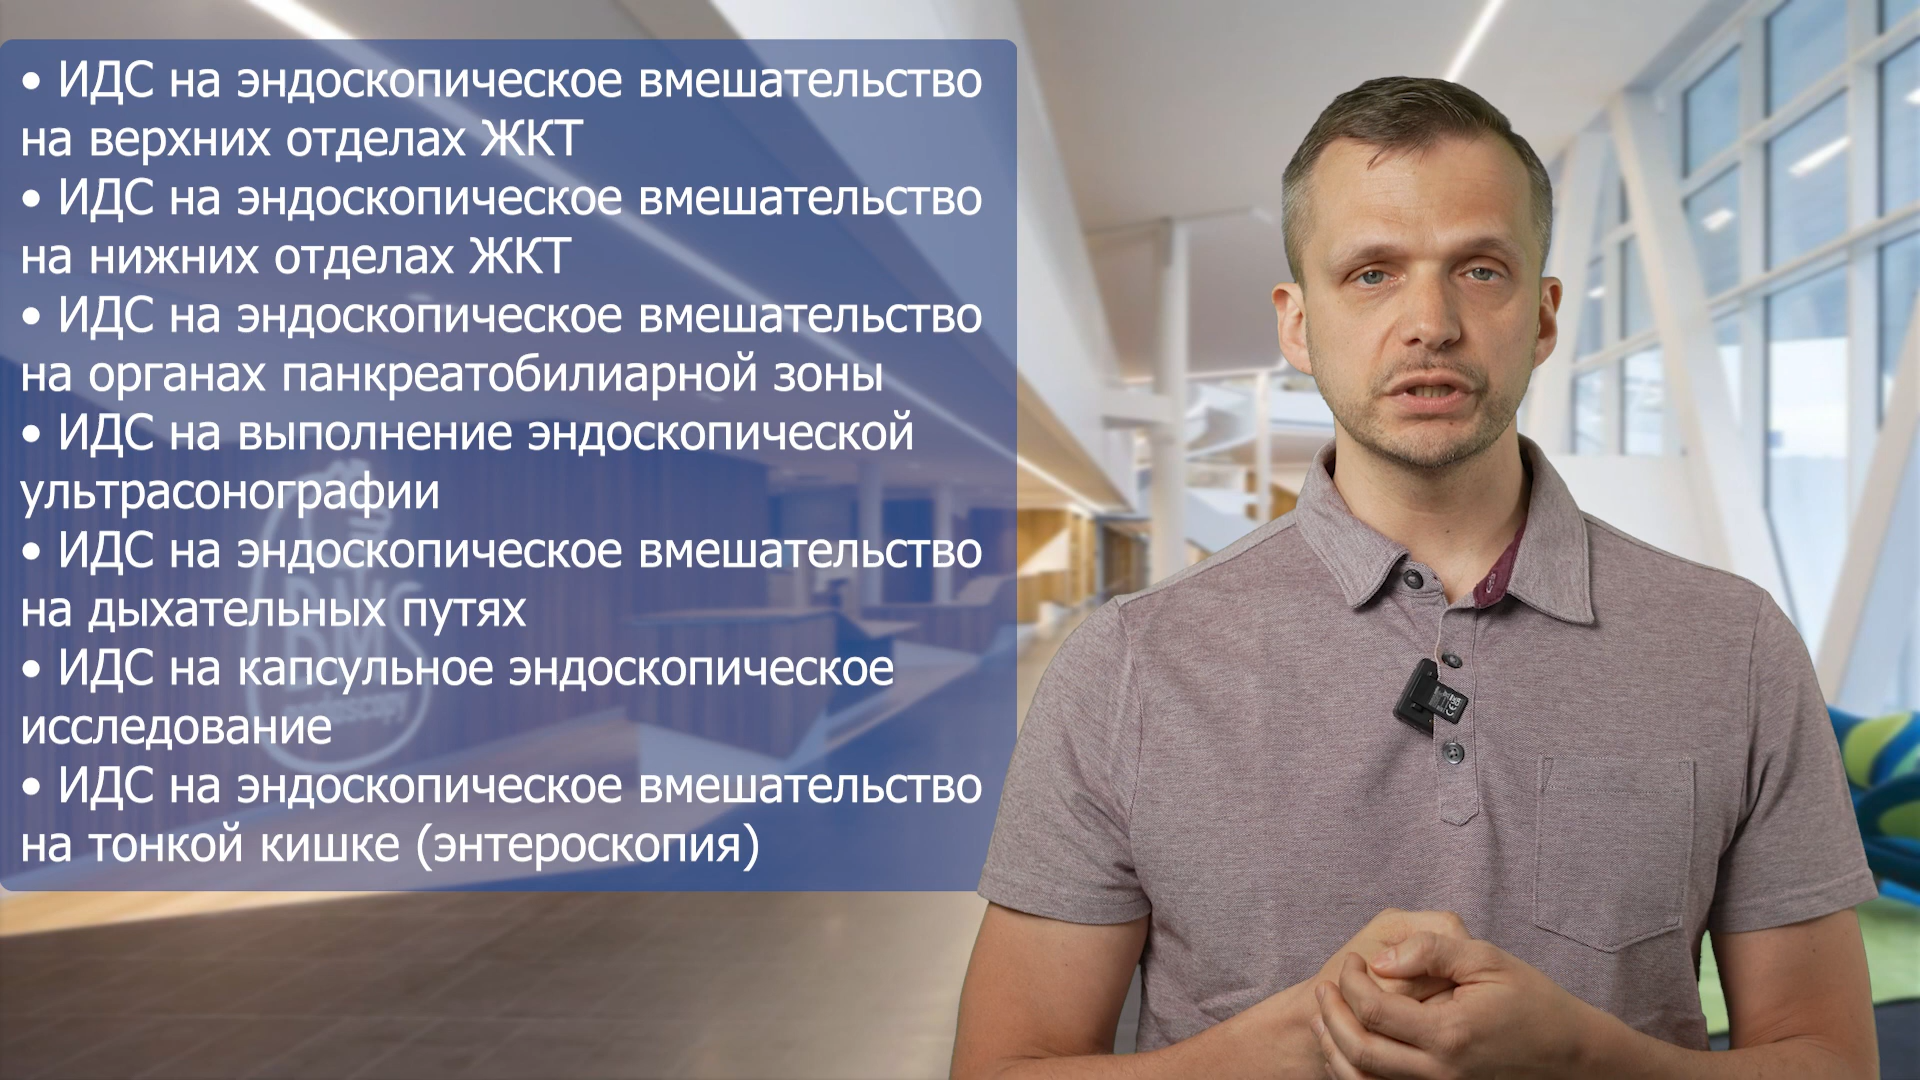 • ИДС на эндоскопическое вмешательство
на верхних отделах ЖКТ
• ИДС на эндоскопическое вмешательство
на нижних отделах ЖКТ
• ИДС на эндоскопическое вмешательство
на органах панкреатобилиарной зоны
• ИДС на выполнение эндоскопической
ультрасонографии
• ИДС на эндоскопическое вмешательство
на дыхательных путях
• ИДС на капсульное эндоскопическое
исследование
• ИДС на эндоскопическое вмешательство
на тонкой кишке (энтероскопия)
BMS
endoscopy